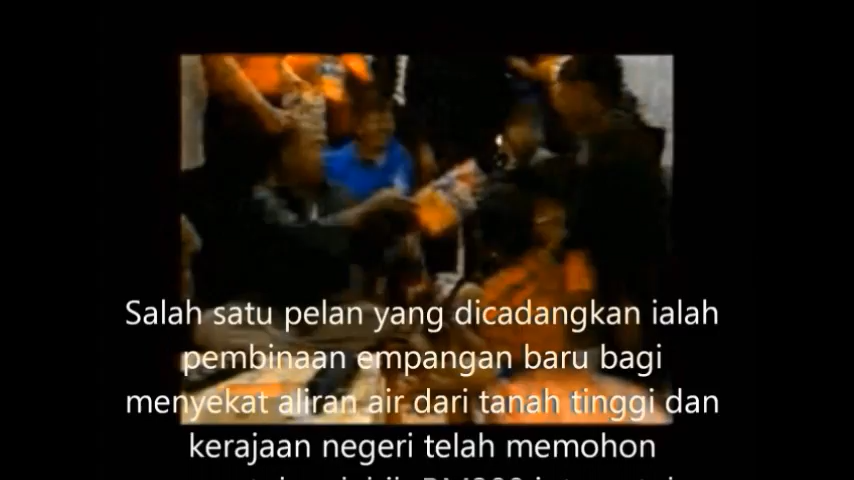 Salah satu pelan yang dicadangkan ialah
pembinaan empangan baru bagi
menyekat aliran air dari tanah tinggi dan
kerajaan negeri telah memohon